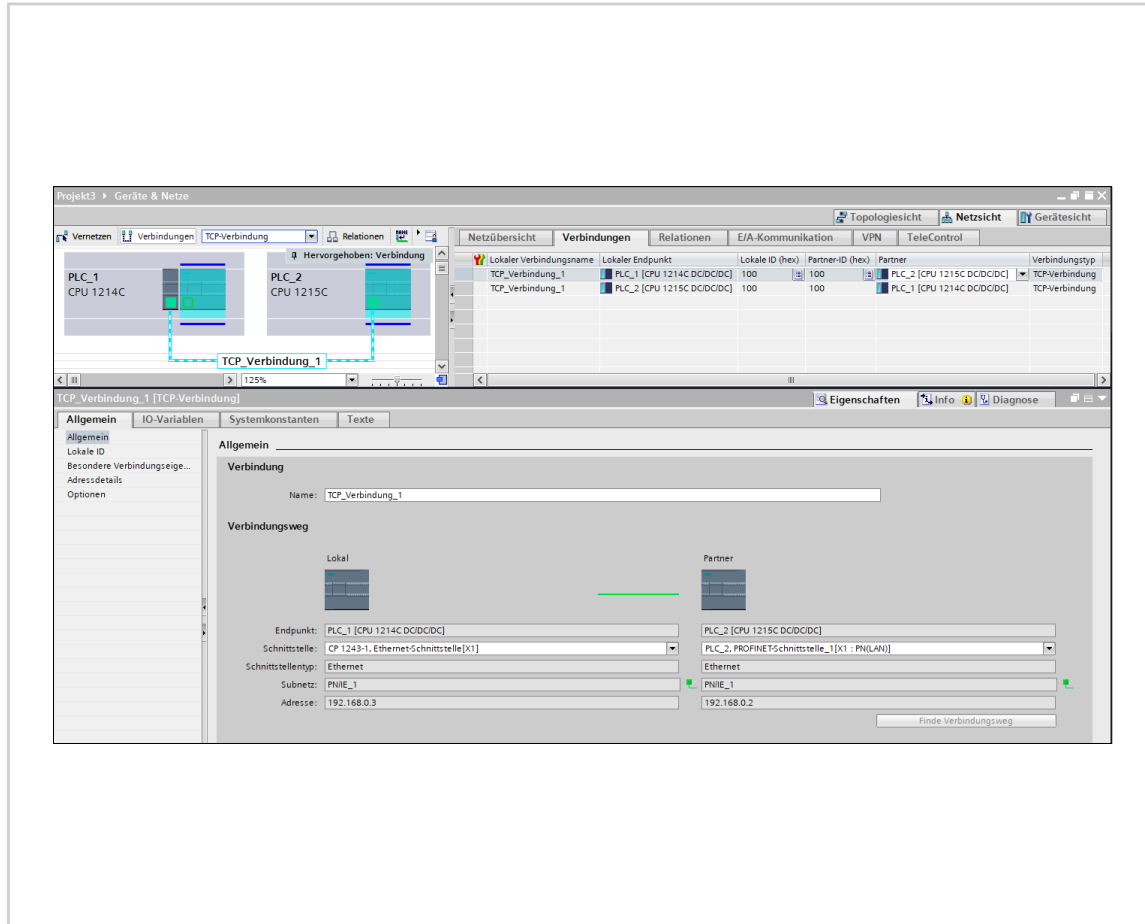 Projekt3 ▸ Geräte & Netze
Topologiesicht Netzsicht Gerätesicht
Vernetzen Verbindungen TCP-Verbindung Relationen
Hervorgehoben: Verbindung
PLC_1
CPU 1214C
PLC_2
CPU 1215C
TCP_Verbindung_1
125%
Netzübersicht Verbindungen Relationen E/A-Kommunikation VPN TeleControl
Lokaler Verbindungsname Lokaler Endpunkt Lokale ID (hex) Partner-ID (hex) Partner Verbindungstyp
TCP_Verbindung_1 PLC_1 [CPU 1214C DC/DC/DC] 100 100 PLC_2 [CPU 1215C DC/DC/DC] TCP-Verbindung
TCP_Verbindung_1 PLC_2 [CPU 1215C DC/DC/DC] 100 100 PLC_1 [CPU 1214C DC/DC/DC] TCP-Verbindung
TCP_Verbindung_1 [TCP-Verbindung]
Eigenschaften Info Diagnose
Allgemein IO-Variablen Systemkonstanten Texte
Allgemein
Lokale ID
Besondere Verbindungseige...
Adressdetails
Optionen
Allgemein
Verbindung
Name: TCP_Verbindung_1
Verbindungsweg
Lokal Partner
Endpunkt: PLC_1 [CPU 1214C DC/DC/DC] PLC_2 [CPU 1215C DC/DC/DC]
Schnittstelle: CP 1243-1, Ethernet-Schnittstelle[X1] PLC_2, PROFINET-Schnittstelle_1[X1 : PN(LAN)]
Schnittstellentyp: Ethernet Ethernet
Subnetz: PN/IE_1 PN/IE_1
Adresse: 192.168.0.3 192.168.0.2
Finde Verbindungsweg